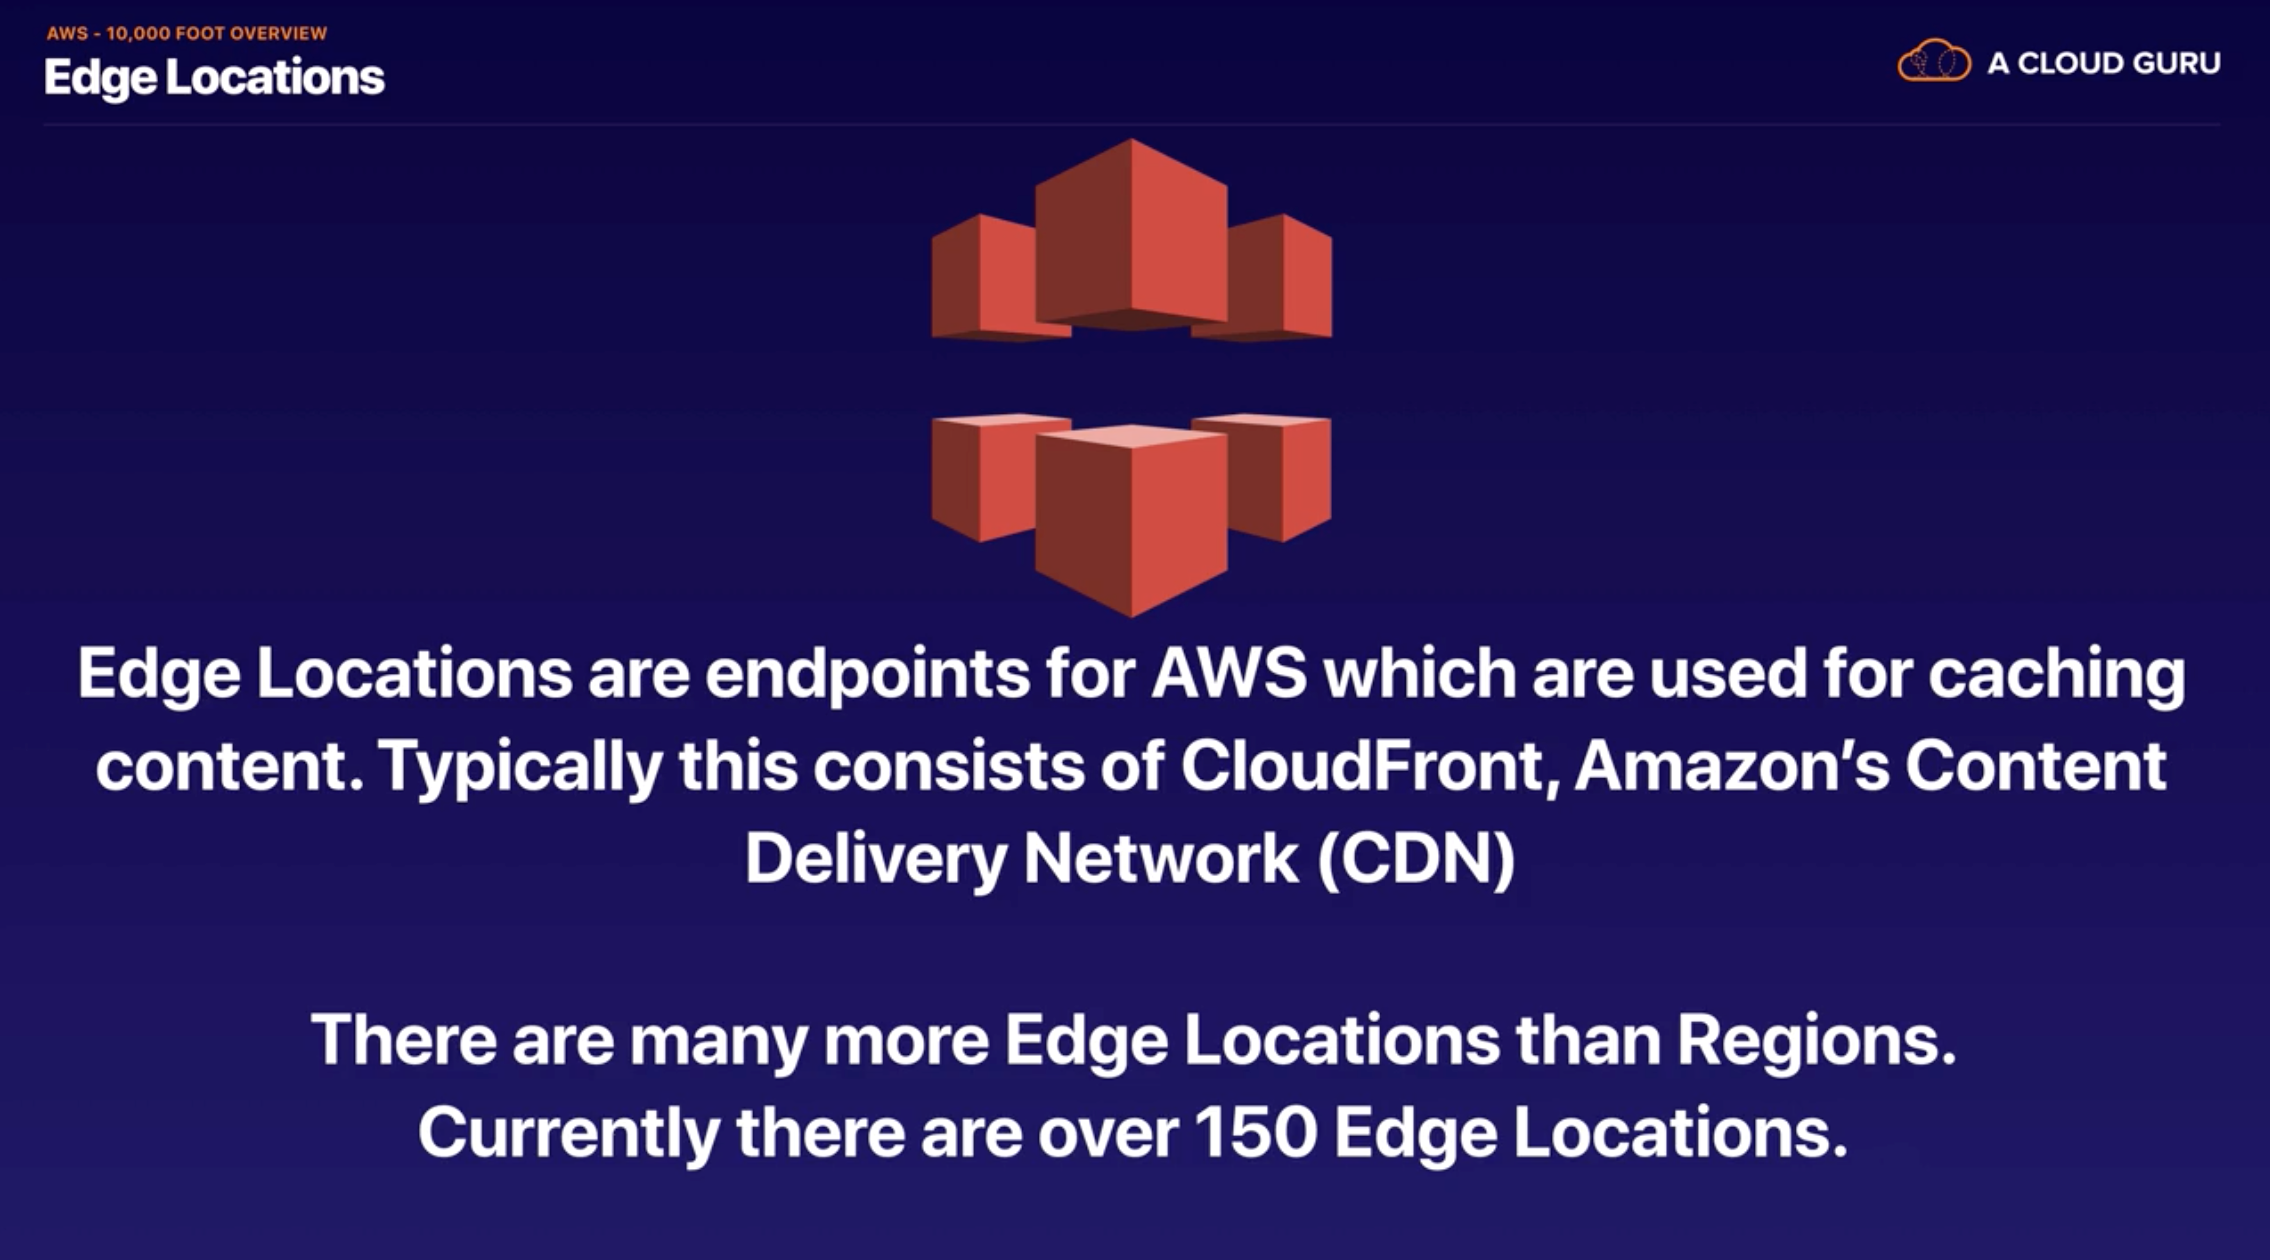 AWS - 10,000 FOOT OVERVIEW
Edge Locations
A CLOUD GURU
Edge Locations are endpoints for AWS which are used for caching
content. Typically this consists of CloudFront, Amazon’s Content
Delivery Network (CDN)
There are many more Edge Locations than Regions.
Currently there are over 150 Edge Locations.